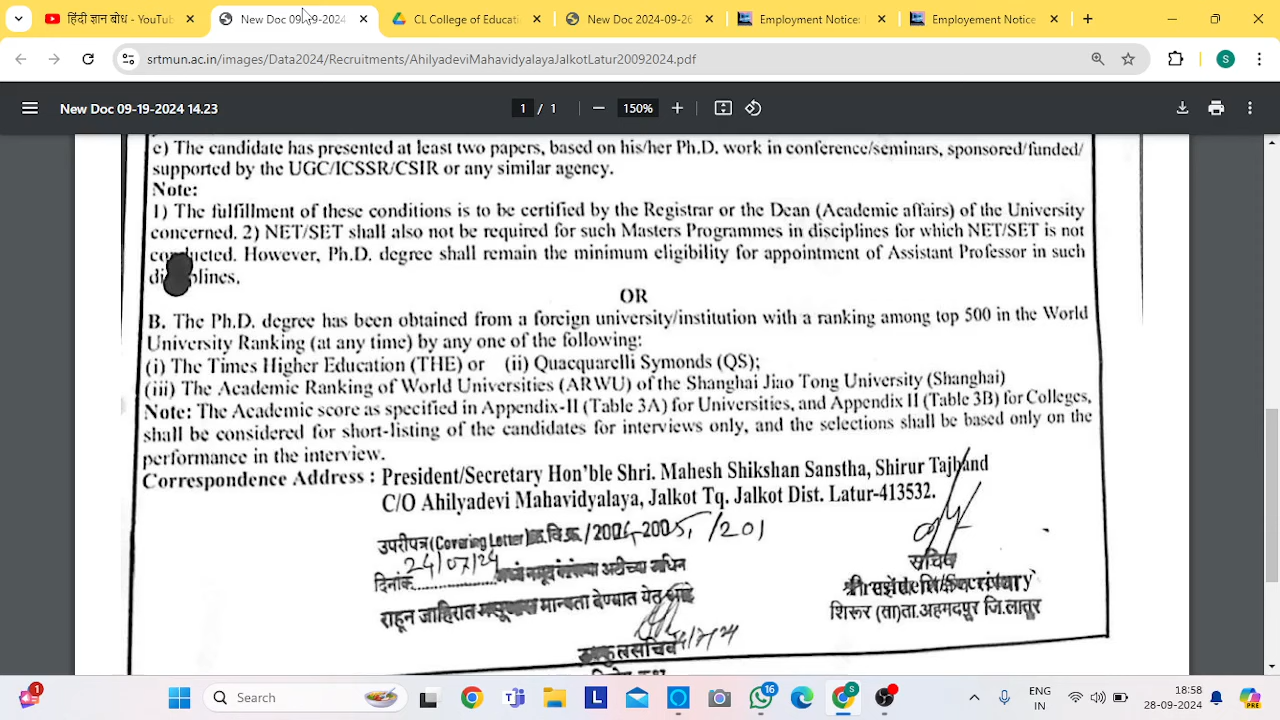 हिंदी ज्ञान बोध - YouTub
New Doc 09-19-2024
CL College of Educati
New Doc 2024-09-26
Employment Notice:
Employement Notice
srtmun.ac.in/images/Data2024/Recruitments/AhilyadeviMahavidyalayaJalkotLatur20092024.pdf
New Doc 09-19-2024 14.23
1 / 1
150%
c) The candidate has presented at least two papers, based on his/her Ph.D. work in conference/seminars, sponsored/funded/
supported by the UGC/ICSSR/CSIR or any similar agency.
Note:
1) The fulfillment of these conditions is to be certified by the Registrar or the Dean (Academic affairs) of the University
concerned. 2) NET/SET shall also not be required for such Masters Programmes in disciplines for which NET/SET is not
conducted. However, Ph.D. degree shall remain the minimum eligibility for appointment of Assistant Professor in such
disciplines.
OR
B. The Ph.D. degree has been obtained from a foreign university/institution with a ranking among top 500 in the World
University Ranking (at any time) by any one of the following:
(i) The Times Higher Education (THE) or (ii) Quacquarelli Symonds (QS);
(iii) The Academic Ranking of World Universities (ARWU) of the Shanghai Jiao Tong University (Shanghai)
Note: The Academic score as specified in Appendix-II (Table 3A) for Universities, and Appendix II (Table 3B) for Colleges,
shall be considered for short-listing of the candidates for interviews only, and the selections shall be based only on the
performance in the interview.
Correspondence Address : President/Secretary Hon'ble Shri. Mahesh Shikshan Sanstha, Shirur Tajband
C/O Ahilyadevi Mahavidyalaya, Jalkot Tq. Jalkot Dist. Latur-413532.
उपरीपत्र (Covering Letter) /201
दिनांक 24/07/24 अटीच्या अधिन
राहून जाहिरात मान्यता देण्यात येत आहे
सचिव
President/Secretary
शिरूर (ता)ता.अहमदपूर जि.लातूर
Search
16
ENG
IN
18:58
28-09-2024